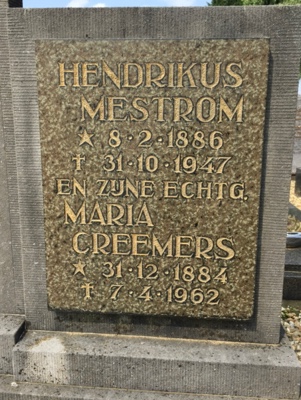 HENDRIKUS
MESTROM
★ 8-2-1886
† 31-10-1947
EN ZIJNE ECHTG.
MARIA
CREEMERS
★ 31-12-1884
† 7-4-1962